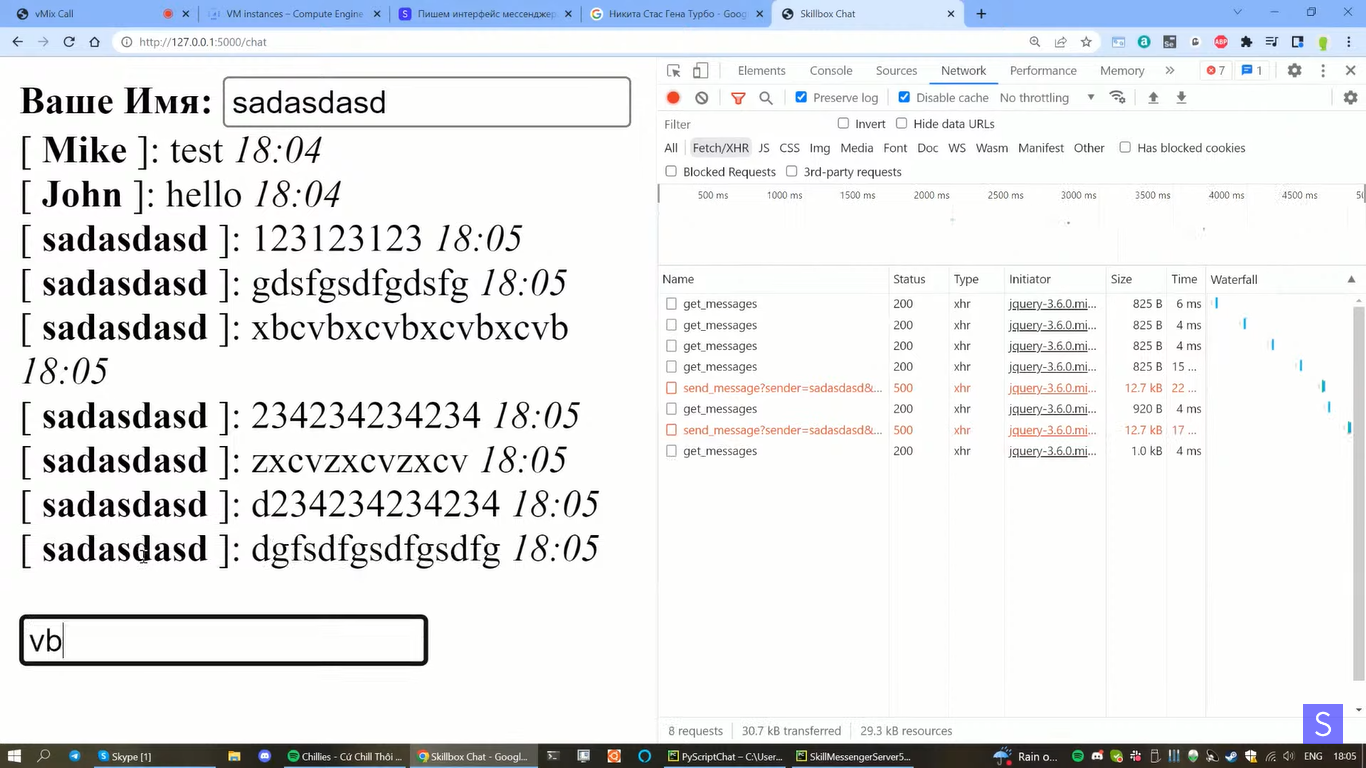 vMix Call
VM instances – Compute Engine
Пишем интерфейс мессенджер
Никита Стас Гена Турбо - Goog
Skillbox Chat
http://127.0.0.1:5000/chat
Ваше Имя: sadasdasd
[ Mike ]: test 18:04
[ John ]: hello 18:04
[ sadasdasd ]: 123123123 18:05
[ sadasdasd ]: gdsfgsdfgdsfg 18:05
[ sadasdasd ]: xbcvbxcvbxcvbxcvb
18:05
[ sadasdasd ]: 234234234234 18:05
[ sadasdasd ]: zxcvzxcvzxcv 18:05
[ sadasdasd ]: d234234234234 18:05
[ sadasdasd ]: dgfsdfgsdfgsdfg 18:05
vb
Elements Console Sources Network Performance Memory » 7 1
Preserve log Disable cache No throttling
Filter Invert Hide data URLs
All Fetch/XHR JS CSS Img Media Font Doc WS Wasm Manifest Other Has blocked cookies
Blocked Requests 3rd-party requests
500 ms 1000 ms 1500 ms 2000 ms 2500 ms 3000 ms 3500 ms 4000 ms 4500 ms
Name Status Type Initiator Size Time Waterfall
get_messages 200 xhr jquery-3.6.0.mi... 825 B 6 ms
get_messages 200 xhr jquery-3.6.0.mi... 825 B 4 ms
get_messages 200 xhr jquery-3.6.0.mi... 825 B 4 ms
get_messages 200 xhr jquery-3.6.0.mi... 825 B 15 ...
send_message?sender=sadasdasd&... 500 xhr jquery-3.6.0.mi... 12.7 kB 22 ...
get_messages 200 xhr jquery-3.6.0.mi... 920 B 4 ms
send_message?sender=sadasdasd&... 500 xhr jquery-3.6.0.mi... 12.7 kB 17 ...
get_messages 200 xhr jquery-3.6.0.mi... 1.0 kB 4 ms
8 requests 30.7 kB transferred 29.3 kB resources
S
Skype [1]
Chillies - Cứ Chill Thôi ...
Skillbox Chat - Googl...
PyScriptChat – C:\User...
SkillMessengerServer5...
Rain o...
ENG 18:05